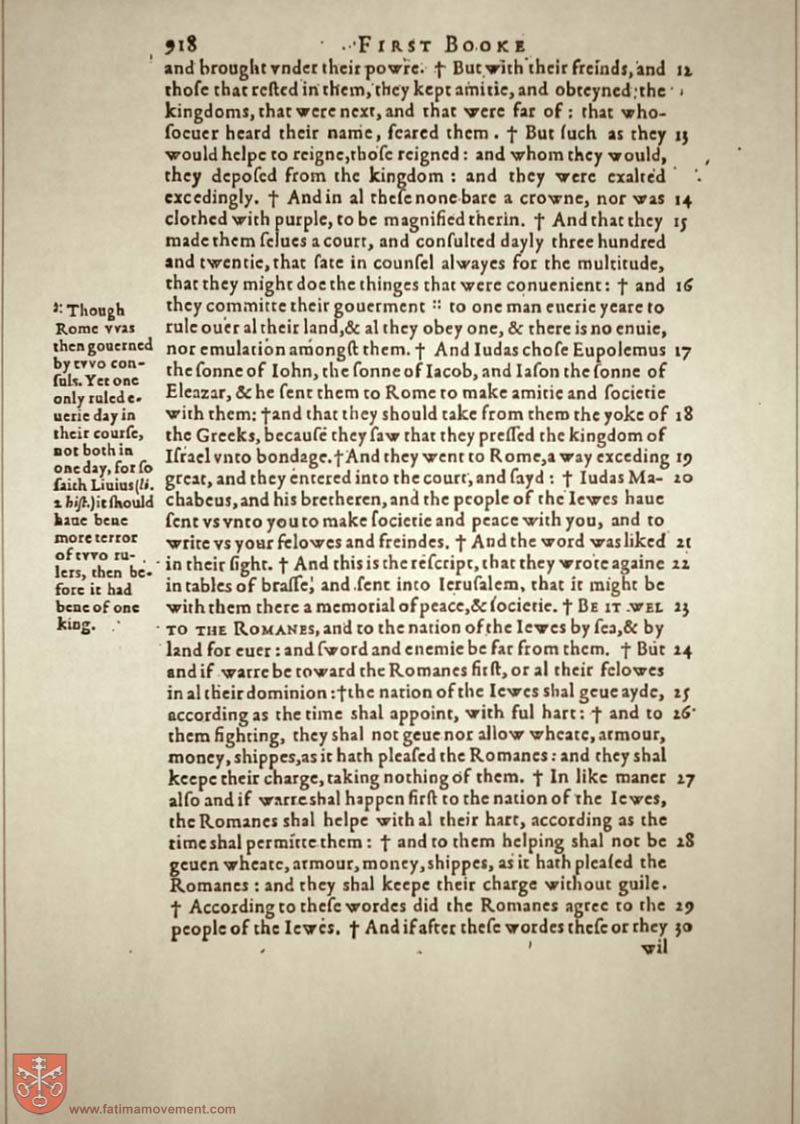 918 FIRST BOOKE
and brought vnder their powre. † But with their freinds, and 12
those that rested in them, they kept amitie, and obteyned the
kingdoms, that were next, and that were far of : that who-
soeuer heard their name, feared them . † But such as they 13
would helpe to reigne, those reigned : and whom they would,
they deposed from the kingdom : and they were exalted
excedingly. † And in al these none bare a crowne, nor was 14
clothed with purple, to be magnified therin. † And that they 15
made them selues a court, and consulted dayly three hundred
and twentie, that sate in counsel alwayes for the multitude,
that they might doe the thinges that were conuenient : † and 16
they committe their gouerment :: to one man euerie yeare to
rule ouer al their land, & al they obey one, & there is no enuie,
nor emulation amongst them. † And Iudas chose Eupolemus 17
the sonne of Iohn, the sonne of Iacob, and Iason the sonne of
Eleazar, & he sent them to Rome to make amitie and societie
with them: † and that they should take from them the yoke of 18
the Greeks, because they saw that they pressed the kingdom of
Israel vnto bondage. † And they went to Rome, a way exceding 19
great, and they entered into the court, and sayd : † Iudas Ma- 20
chabeus, and his bretheren, and the people of the Iewes haue
sent vs vnto you to make societie and peace with you, and to
write vs your felowes and freindes. † And the word was liked 21
in their sight. † And this is the rescript, that they wrote againe 22
in tables of brasse, and sent into Ierusalem, that it might be
with them there a memorial of peace, & societie. † BE IT WEL 23
TO THE ROMANES, and to the nation of the Iewes by sea, & by
land for euer : and sword and enemie be far from them. † But 24
and if warre be toward the Romanes first, or al their felowes
in al their dominion : † the nation of the Iewes shal geue ayde, 25
according as the time shal appoint, with ful hart: † and to 26
them fighting, they shal not geue nor allow wheate, armour,
money, shippes, as it hath pleased the Romanes : and they shal
keepe their charge, taking nothing of them. † In like maner 27
also and if warre shal happen first to the nation of the Iewes,
the Romanes shal helpe with al their hart, according as the
time shal permitte them : † and to them helping shal not be 28
geuen wheate, armour, money, shippes, as it hath pleased the
Romanes : and they shal keepe their charge without guile.
† According to these wordes did the Romanes agree to the 29
people of the Iewes. † And if after these wordes these or they 30
wil
:: Though
Rome vvas
then gouerned
by tvvo con-
suls. Yet one
only ruled e-
uerie day in
their course,
not both in
one day, for so
saith Liuius (li.
2 hist.) it should
haue bene
more terror
of tvvo ru-
lers, then be-
fore it had
bene of one
king.
www.fatimamovement.com